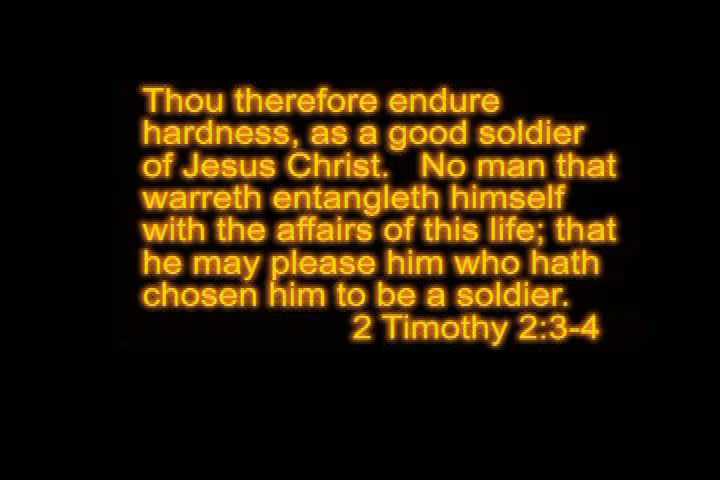 Thou therefore endure
hardness, as a good soldier
of Jesus Christ. No man that
warreth entangleth himself
with the affairs of this life; that
he may please him who hath
chosen him to be a soldier.
2 Timothy 2:3-4